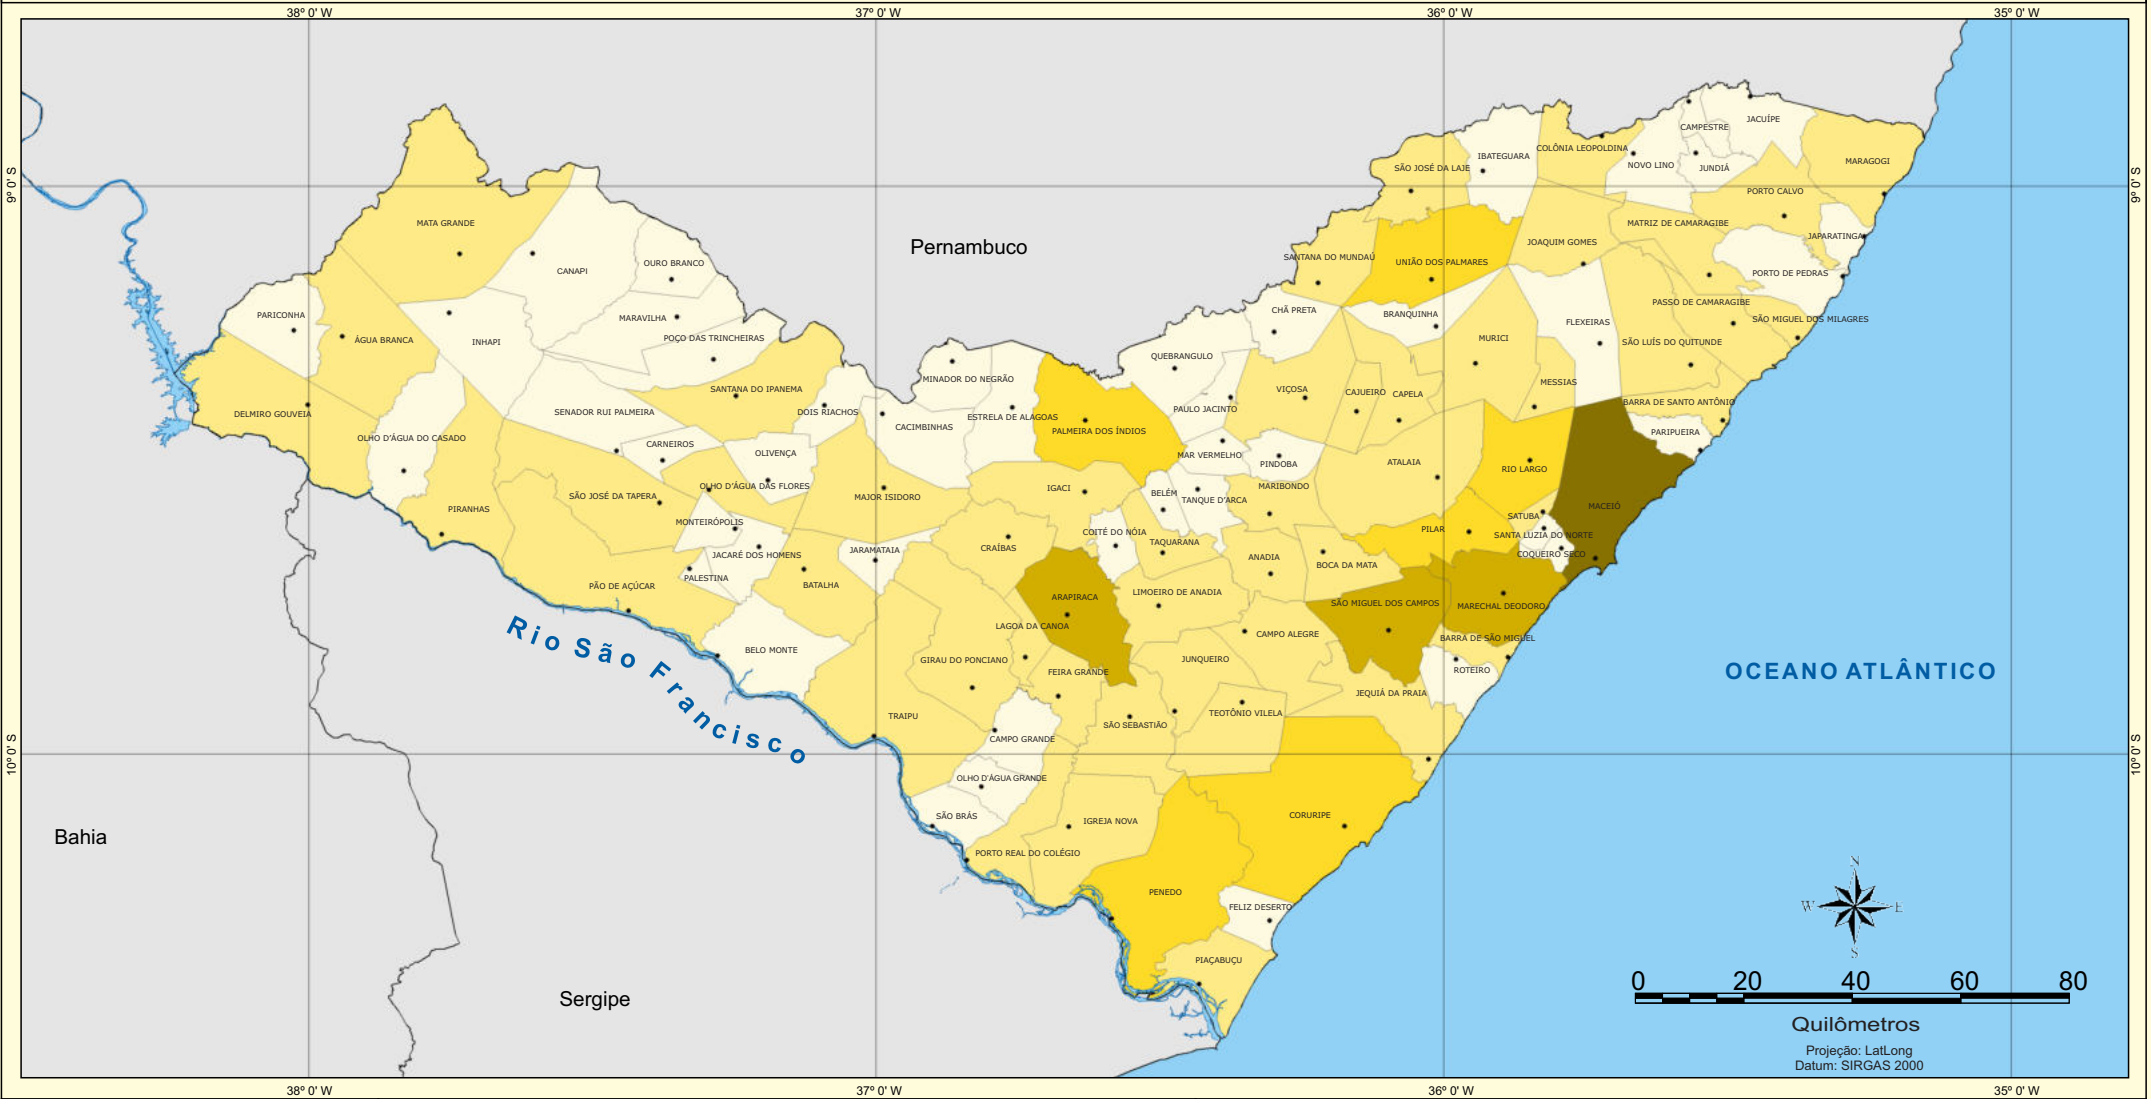 38º 0' W
37º 0' W
36º 0' W
35º 0' W
9º 0' S
9º 0' S
10º 0' S
10º 0' S
Pernambuco
Bahia
Sergipe
Rio São Francisco
OCEANO ATLÂNTICO
MATA GRANDE
CANAPI
OURO BRANCO
PARICONHA
ÁGUA BRANCA
INHAPI
MARAVILHA
POÇO DAS TRINCHEIRAS
DELMIRO GOUVEIA
OLHO D'ÁGUA DO CASADO
PIRANHAS
SENADOR RUI PALMEIRA
SANTANA DO IPANEMA
DOIS RIACHOS
CARNEIROS
OLIVENÇA
SÃO JOSÉ DA TAPERA
OLHO D'ÁGUA DAS FLORES
MONTEIRÓPOLIS
JACARÉ DOS HOMENS
PALESTINA
PÃO DE AÇÚCAR
BATALHA
BELO MONTE
MAJOR ISIDORO
JARAMATAIA
CACIMBINHAS
MINADOR DO NEGRÃO
ESTRELA DE ALAGOAS
PALMEIRA DOS ÍNDIOS
IGACI
CRAÍBAS
COITÉ DO NÓIA
ARAPIRACA
LAGOA DA CANOA
GIRAU DO PONCIANO
FEIRA GRANDE
TRAIPU
CAMPO GRANDE
OLHO D'ÁGUA GRANDE
SÃO BRÁS
PORTO REAL DO COLÉGIO
IGREJA NOVA
PENEDO
PIAÇABUÇU
FELIZ DESERTO
CORURIPE
SÃO SEBASTIÃO
JUNQUEIRO
TEOTÔNIO VILELA
LIMOEIRO DE ANADIA
TAQUARANA
CAMPO ALEGRE
ANADIA
BOCA DA MATA
BELÉM
TANQUE D'ARCA
MARIBONDO
MAR VERMELHO
PINDOBA
PAULO JACINTO
QUEBRANGULO
VIÇOSA
CHÃ PRETA
CAJUEIRO
CAPELA
ATALAIA
SANTANA DO MUNDAÚ
UNIÃO DOS PALMARES
BRANQUINHA
MURICI
SÃO JOSÉ DA LAJE
IBATEGUARA
COLÔNIA LEOPOLDINA
JOAQUIM GOMES
NOVO LINO
CAMPESTRE
JACUÍPE
JUNDIÁ
MARAGOGI
PORTO CALVO
MATRIZ DE CAMARAGIBE
JAPARATINGA
PORTO DE PEDRAS
PASSO DE CAMARAGIBE
SÃO MIGUEL DOS MILAGRES
FLEXEIRAS
SÃO LUÍS DO QUITUNDE
MESSIAS
BARRA DE SANTO ANTÔNIO
PARIPUEIRA
RIO LARGO
MACEIÓ
SATUBA
SANTA LUZIA DO NORTE
COQUEIRO SECO
PILAR
MARECHAL DEODORO
SÃO MIGUEL DOS CAMPOS
BARRA DE SÃO MIGUEL
ROTEIRO
JEQUIÁ DA PRAIA
N
W
E
S
0 20 40 60 80
Quilômetros
Projeção: LatLong
Datum: SIRGAS 2000
38º 0' W
37º 0' W
36º 0' W
35º 0' W